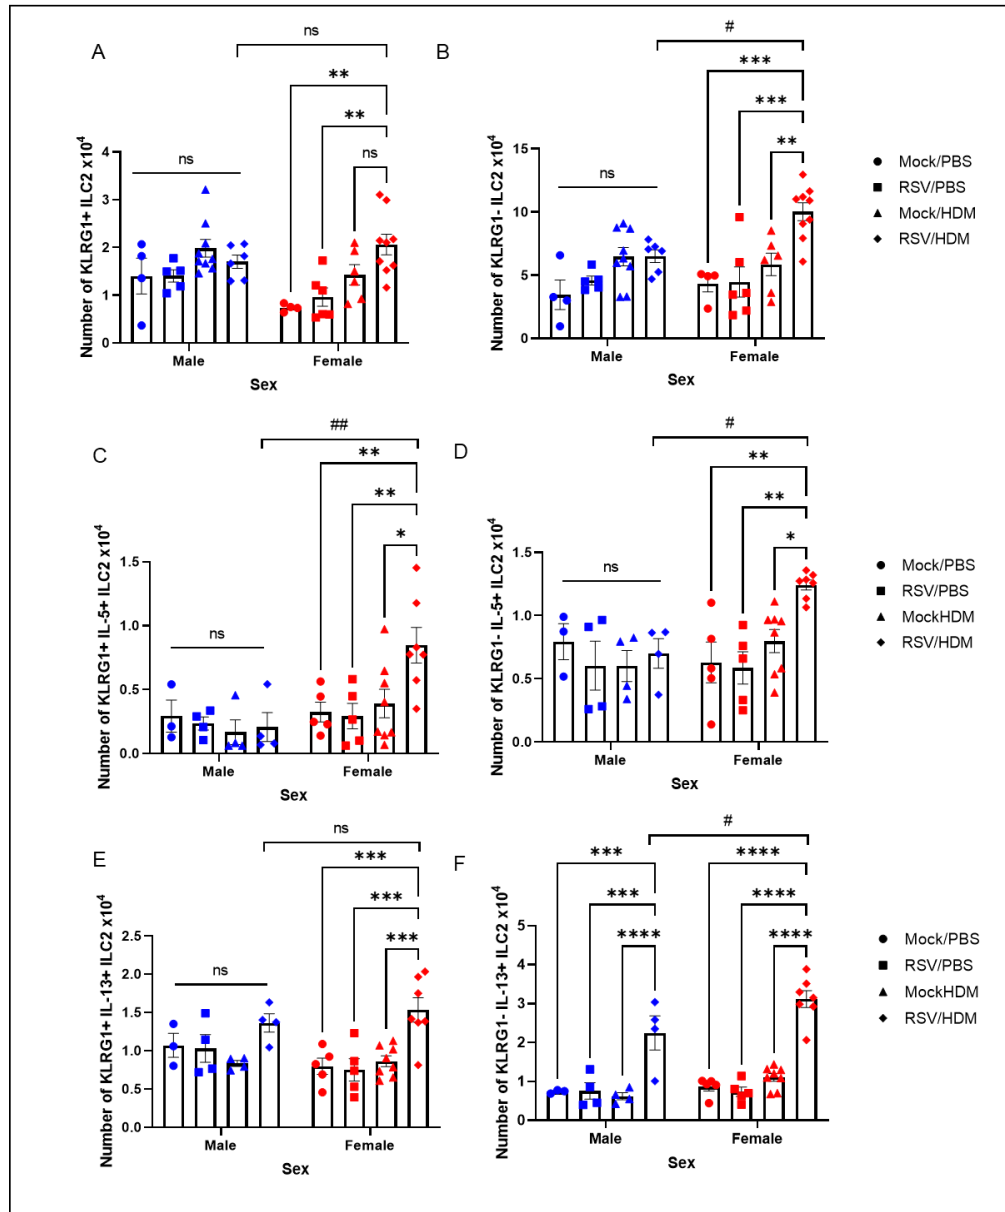 A
ns
**
**
ns
ns
Number of KLRG1+ ILC2 x10⁴
4
3
2
1
0
Male
Female
Sex
B
#
***
***
**
ns
Number of KLRG1- ILC2 x10⁴
15
10
5
0
Male
Female
Sex
Mock/PBS
RSV/PBS
Mock/HDM
RSV/HDM
C
##
**
**
*
ns
Number of KLRG1+ IL-5+ ILC2 x10⁴
1.5
1.0
0.5
0.0
Male
Female
Sex
D
#
**
**
*
ns
Number of KLRG1- IL-5+ ILC2 x10⁴
1.5
1.0
0.5
0.0
Male
Female
Sex
Mock/PBS
RSV/PBS
MockHDM
RSV/HDM
E
ns
***
***
***
ns
Number of KLRG1+ IL-13+ ILC2 x10⁴
2.5
2.0
1.5
1.0
0.5
0.0
Male
Female
Sex
F
#
***
****
***
****
****
****
Number of KLRG1- IL-13+ ILC2 x10⁴
5
4
3
2
1
0
Male
Female
Sex
Mock/PBS
RSV/PBS
MockHDM
RSV/HDM